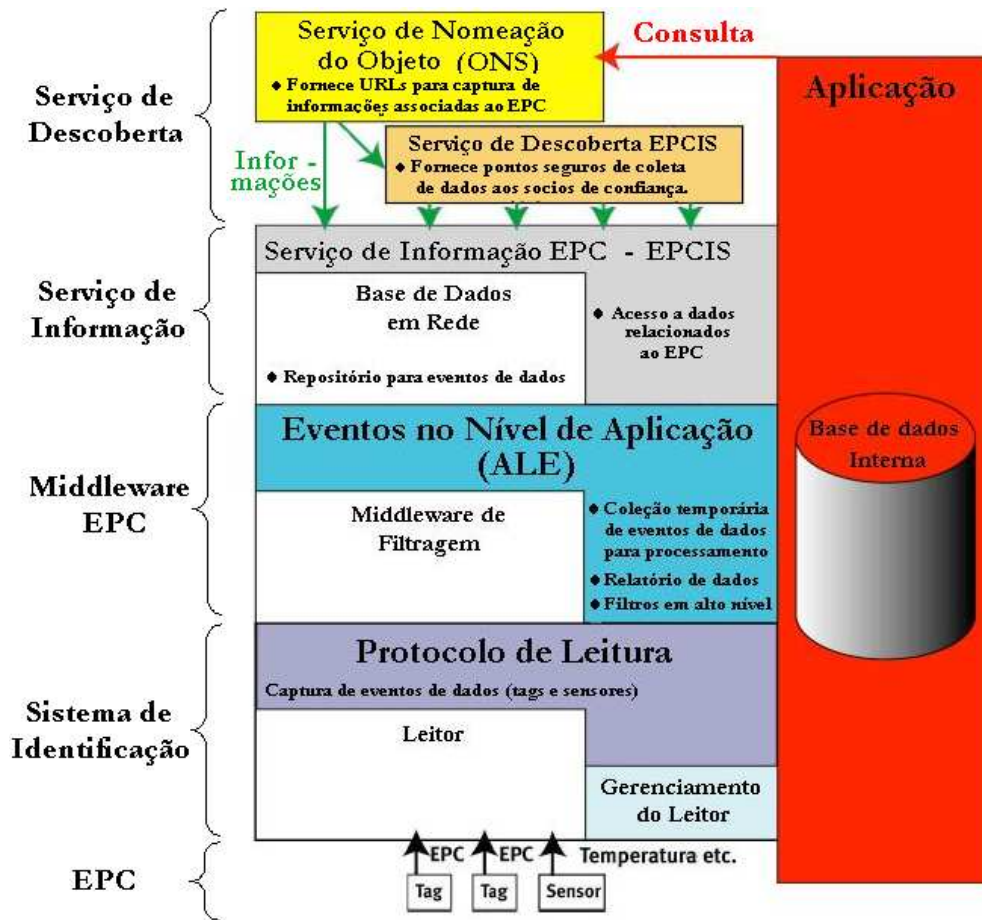 Serviço de
Descoberta
Serviço de Nomeação
do Objeto (ONS)
♦ Fornece URLs para captura de
informações associadas ao EPC
Consulta
Aplicação
Infor -
mações
Serviço de Descoberta EPCIS
♦ Fornece pontos seguros de coleta
de dados aos socios de confiança.
Serviço de
Informação
Serviço de Informação EPC - EPCIS
Base de Dados
em Rede
♦ Repositório para eventos de dados
♦ Acesso a dados
relacionados
ao EPC
Middleware
EPC
Eventos no Nível de Aplicação
(ALE)
Middleware de
Filtragem
♦ Coleção temporária
de eventos de dados
para processamento
♦ Relatório de dados
♦ Filtros em alto nível
Base de dados
Interna
Sistema de
Identificação
Protocolo de Leitura
Captura de eventos de dados (tags e sensores)
Leitor
Gerenciamento
do Leitor
EPC
EPC EPC Temperatura etc.
Tag Tag Sensor